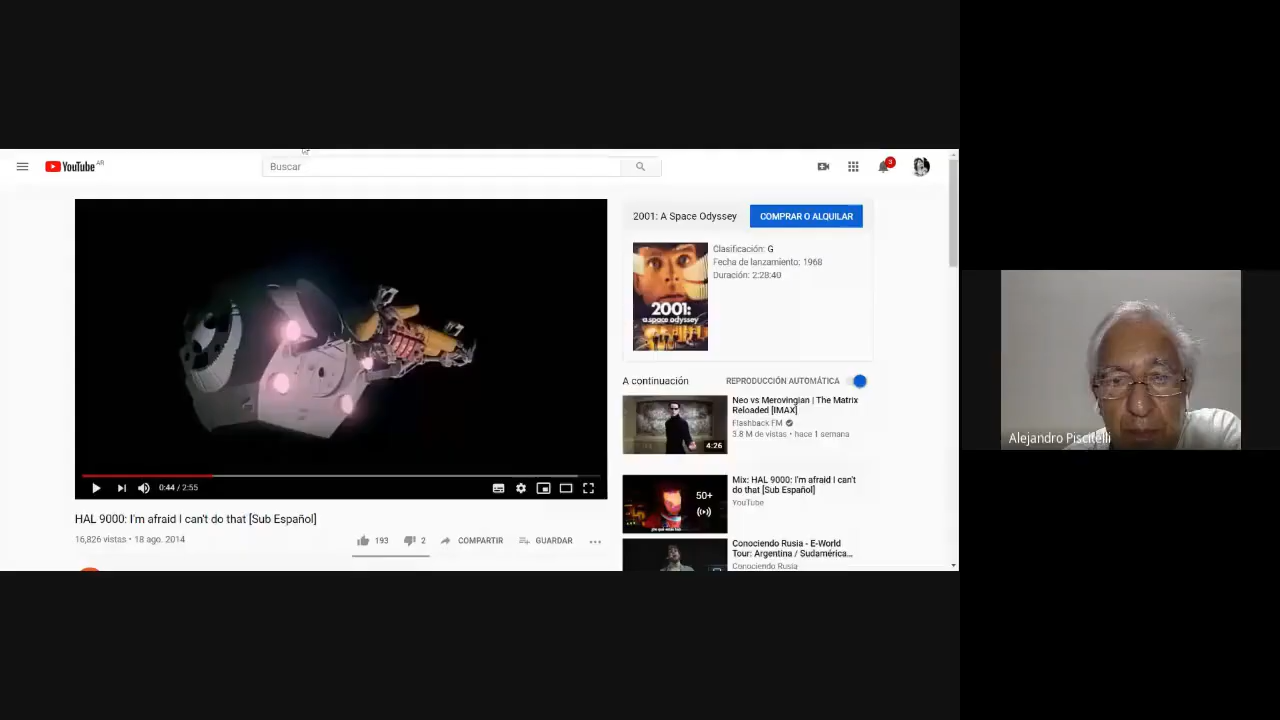 YouTube AR
Buscar
3
2001: A Space Odyssey
COMPRAR O ALQUILAR
Clasificación: G
Fecha de lanzamiento: 1968
Duración: 2:28:40
2001:
a space odyssey
A continuación
REPRODUCCIÓN AUTOMÁTICA
Neo vs Merovingian | The Matrix
Reloaded [IMAX]
Flashback FM
3.8 M de vistas • hace 1 semana
4:26
Mix: HAL 9000: I'm afraid I can't
do that [Sub Español]
YouTube
50+
Conociendo Rusia - E-World
Tour: Argentina / Sudamérica...
Conociendo Rusia
0:44 / 2:55
HAL 9000: I'm afraid I can't do that [Sub Español]
16,826 vistas • 18 ago. 2014
193
2
COMPARTIR
GUARDAR
Alejandro Piscitelli